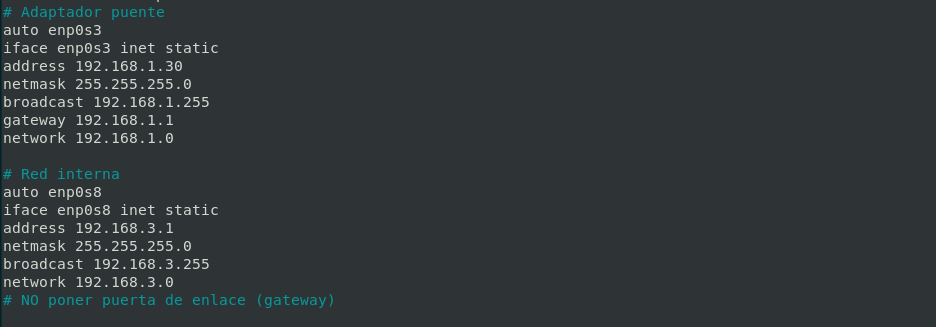 # Adaptador puente
auto enp0s3
iface enp0s3 inet static
address 192.168.1.30
netmask 255.255.255.0
broadcast 192.168.1.255
gateway 192.168.1.1
network 192.168.1.0

# Red interna
auto enp0s8
iface enp0s8 inet static
address 192.168.3.1
netmask 255.255.255.0
broadcast 192.168.3.255
network 192.168.3.0
# NO poner puerta de enlace (gateway)